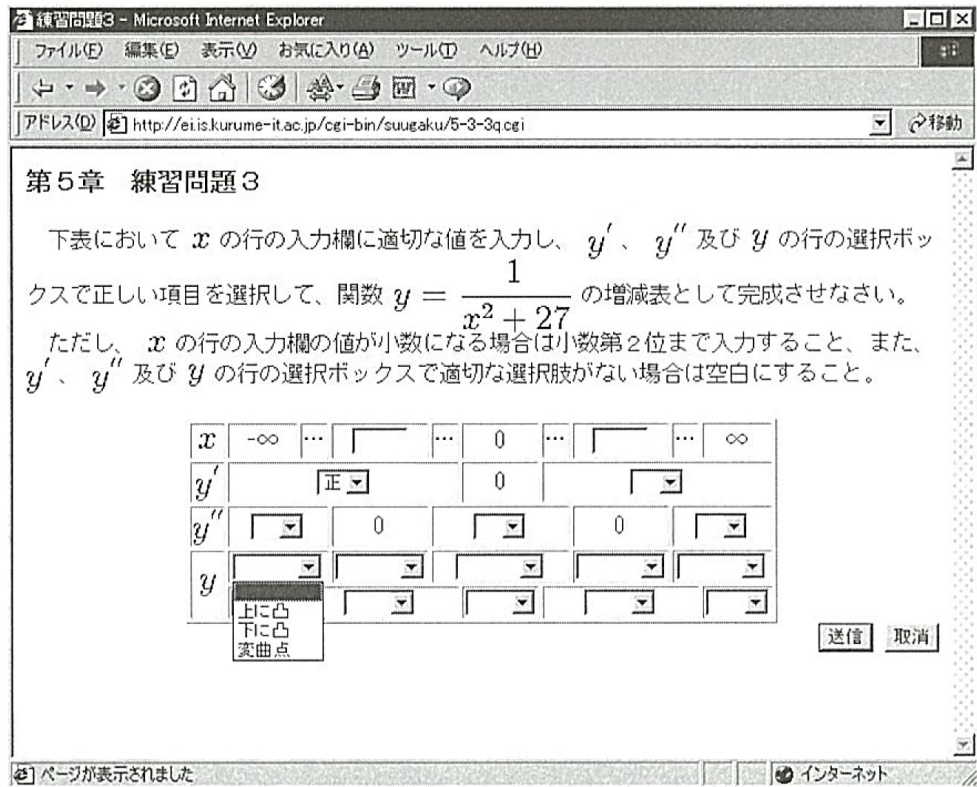 練習問題3 - Microsoft Internet Explorer
ファイル(F) 編集(E) 表示(V) お気に入り(A) ツール(T) ヘルプ(H)
アドレス(D) http://ei.is.kurume-it.ac.jp/cgi-bin/suugaku/5-3-3q.cgi 移動
第5章 練習問題3
下表において x の行の入力欄に適切な値を入力し、 y′ 、 y″ 及び y の行の選択ボッ
クスで正しい項目を選択して、関数 y = 1/(x² + 27) の増減表として完成させなさい。
ただし、 x の行の入力欄の値が小数になる場合は小数第2位まで入力すること、また、
y′ 、 y″ 及び y の行の選択ボックスで適切な選択肢がない場合は空白にすること。
x -∞ … … 0 … … ∞
y′ 正 0
y″ 0 0
y
上に凸
下に凸
変曲点
送信 取消
ページが表示されました インターネット